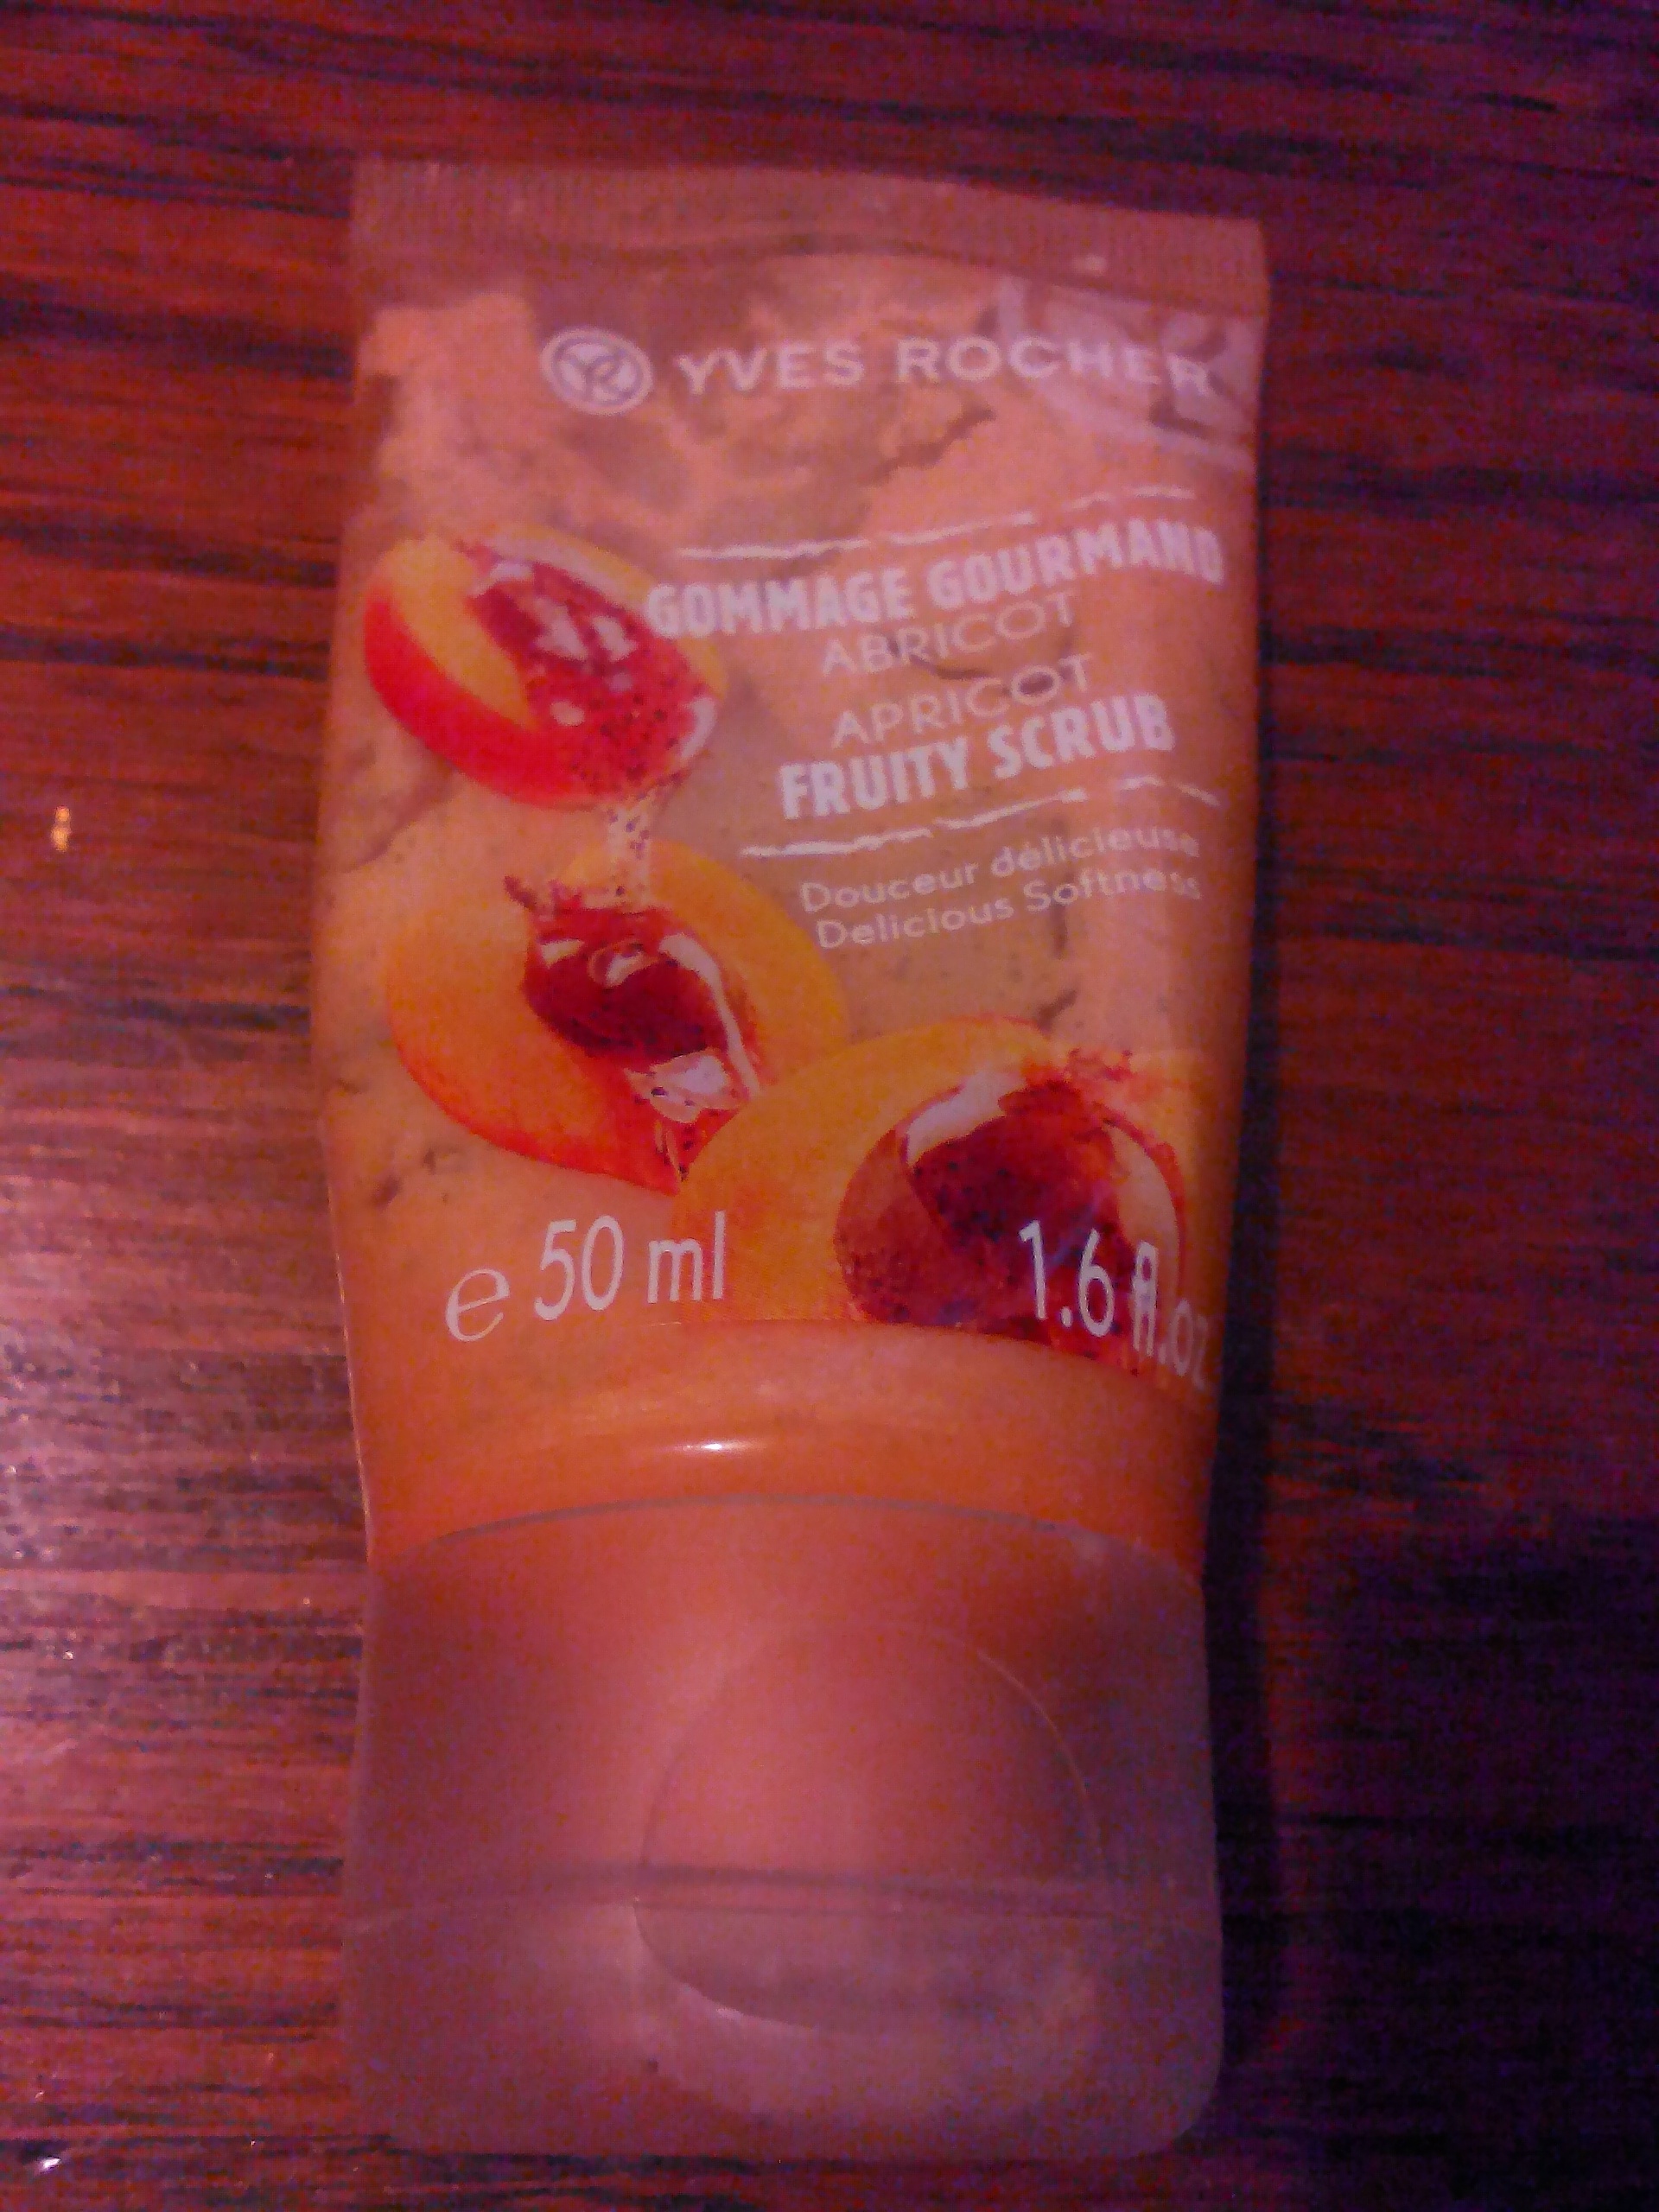 YVES ROCHER
GOMMAGE GOURMAND
ABRICOT
APRICOT
FRUITY SCRUB
Douceur délicieuse
Delicious Softness
e 50 ml 1.6 fl.oz